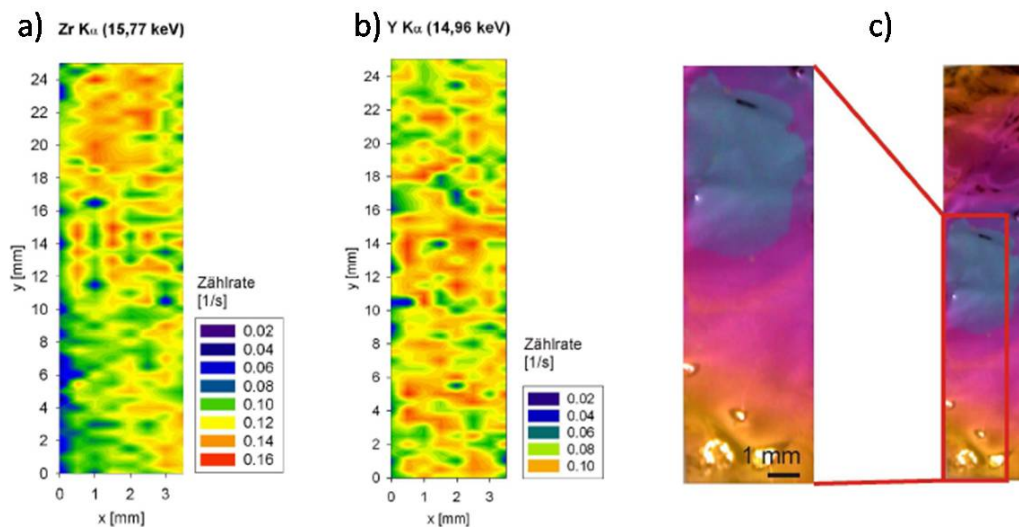 a) Zr Kα (15,77 keV)
24
22
20
18
16
14
12
10
8
6
4
2
0
y [mm]
0 1 2 3
x [mm]
Zählrate
[1/s]
0.02
0.04
0.06
0.08
0.10
0.12
0.14
0.16
b) Y Kα (14,96 keV)
24
22
20
18
16
14
12
10
8
6
4
2
0
y [mm]
0 1 2 3
x [mm]
Zählrate
[1/s]
0.02
0.04
0.06
0.08
0.10
c)
1 mm